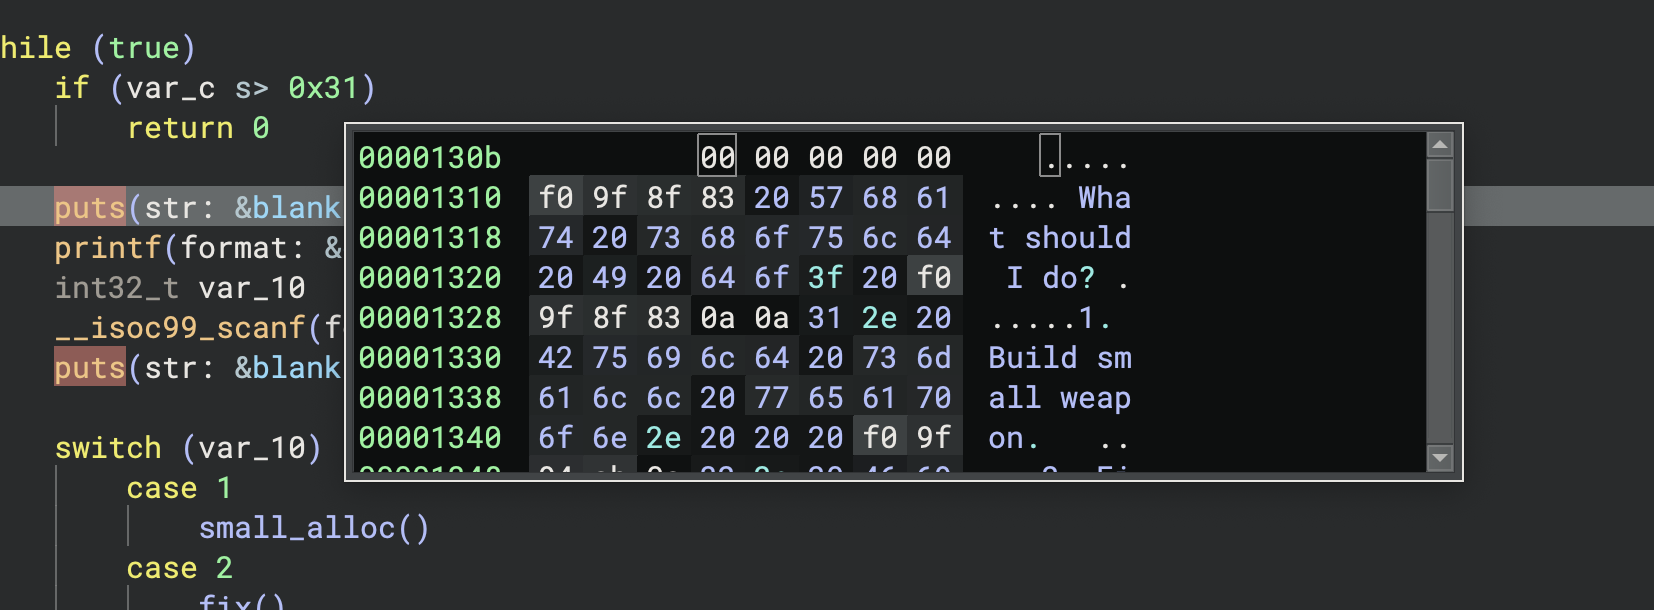 hile (true)
if (var_c s> 0x31)
return 0
puts(str: &blank
printf(format: &
int32_t var_10
__isoc99_scanf(f
puts(str: &blank
switch (var_10)
case 1
small_alloc()
case 2
fix()
0000130b 00 00 00 00 00 .....
00001310 f0 9f 8f 83 20 57 68 61 .... Wha
00001318 74 20 73 68 6f 75 6c 64 t should
00001320 20 49 20 64 6f 3f 20 f0 I do? .
00001328 9f 8f 83 0a 0a 31 2e 20 .....1.
00001330 42 75 69 6c 64 20 73 6d Build sm
00001338 61 6c 6c 20 77 65 61 70 all weap
00001340 6f 6e 2e 20 20 20 f0 9f on. ..